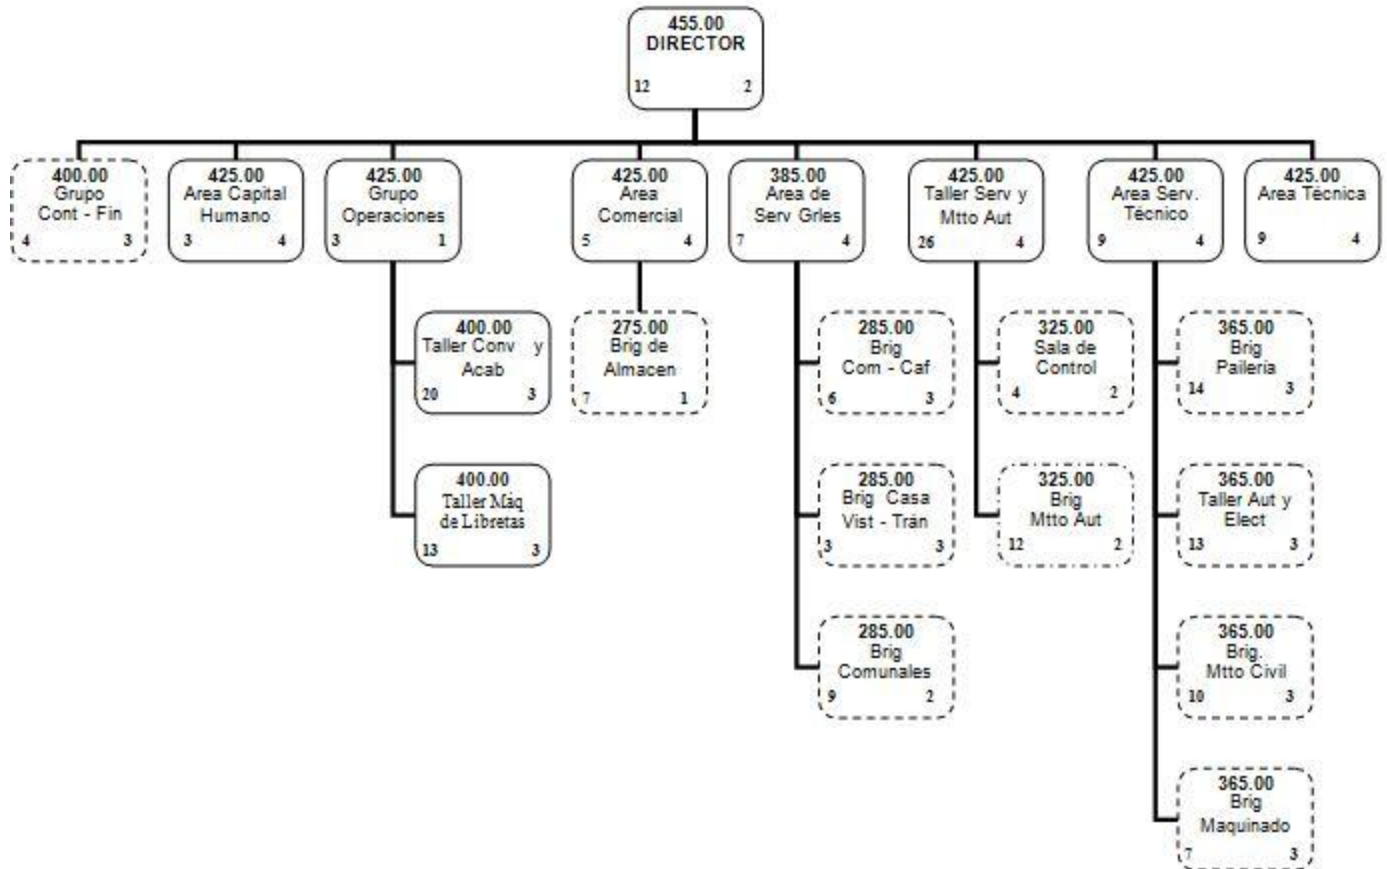 455.00
DIRECTOR
12 2
400.00
Grupo
Cont - Fin
4 3
425.00
Area Capital
Humano
3 4
425.00
Grupo
Operaciones
3 1
425.00
Area
Comercial
5 4
385.00
Area de
Serv Grles
7 4
425.00
Taller Serv y
Mtto Aut
26 4
425.00
Area Serv.
Técnico
9 4
425.00
Area Técnica
9 4
400.00
Taller Conv y
Acab
20 3
275.00
Brig de
Almacen
7 1
285.00
Brig
Com - Caf
6 3
325.00
Sala de
Control
4 2
365.00
Brig
Paileria
14 3
400.00
Taller Máq
de Libretas
13 3
285.00
Brig Casa
Vist - Trán
3 3
325.00
Brig
Mtto Aut
12 2
365.00
Taller Aut y
Elect
13 3
285.00
Brig
Comunales
9 2
365.00
Brig.
Mtto Civil
10 3
365.00
Brig
Maquinado
7 3